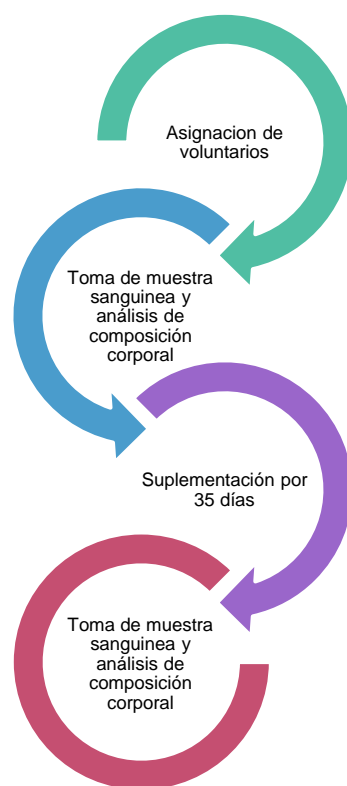 Asignacion de
voluntarios
Toma de muestra
sanguinea y
análisis de
composición
corporal
Suplementación por
35 días
Toma de muestra
sanguinea y
análisis de
composición
corporal